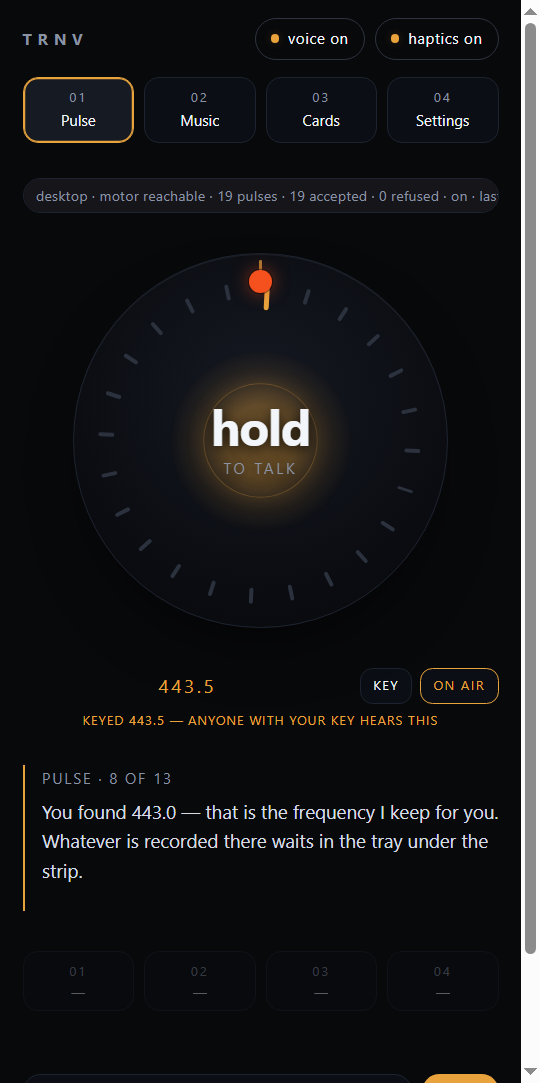 TRNV
voice on
haptics on
01
Pulse
02
Music
03
Cards
04
Settings
desktop · motor reachable · 19 pulses · 19 accepted · 0 refused · on ·
hold
TO TALK
443.5
KEY
ON AIR
KEYED 443.5 — ANYONE WITH YOUR KEY HEARS THIS
PULSE · 8 OF 13
You found 443.0 — that is the frequency I keep for you.
Whatever is recorded there waits in the tray under the
strip.
01
—
02
—
03
—
04
—